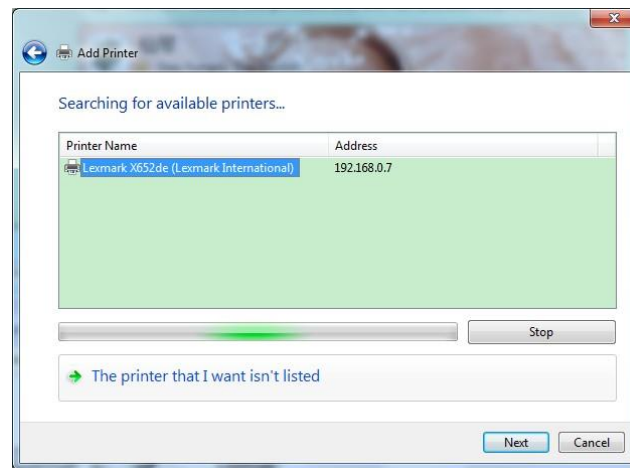 Add Printer
Searching for available printers...
Printer Name Address
Lexmark X652de (Lexmark International) 192.168.0.7
Stop
The printer that I want isn't listed
Next Cancel